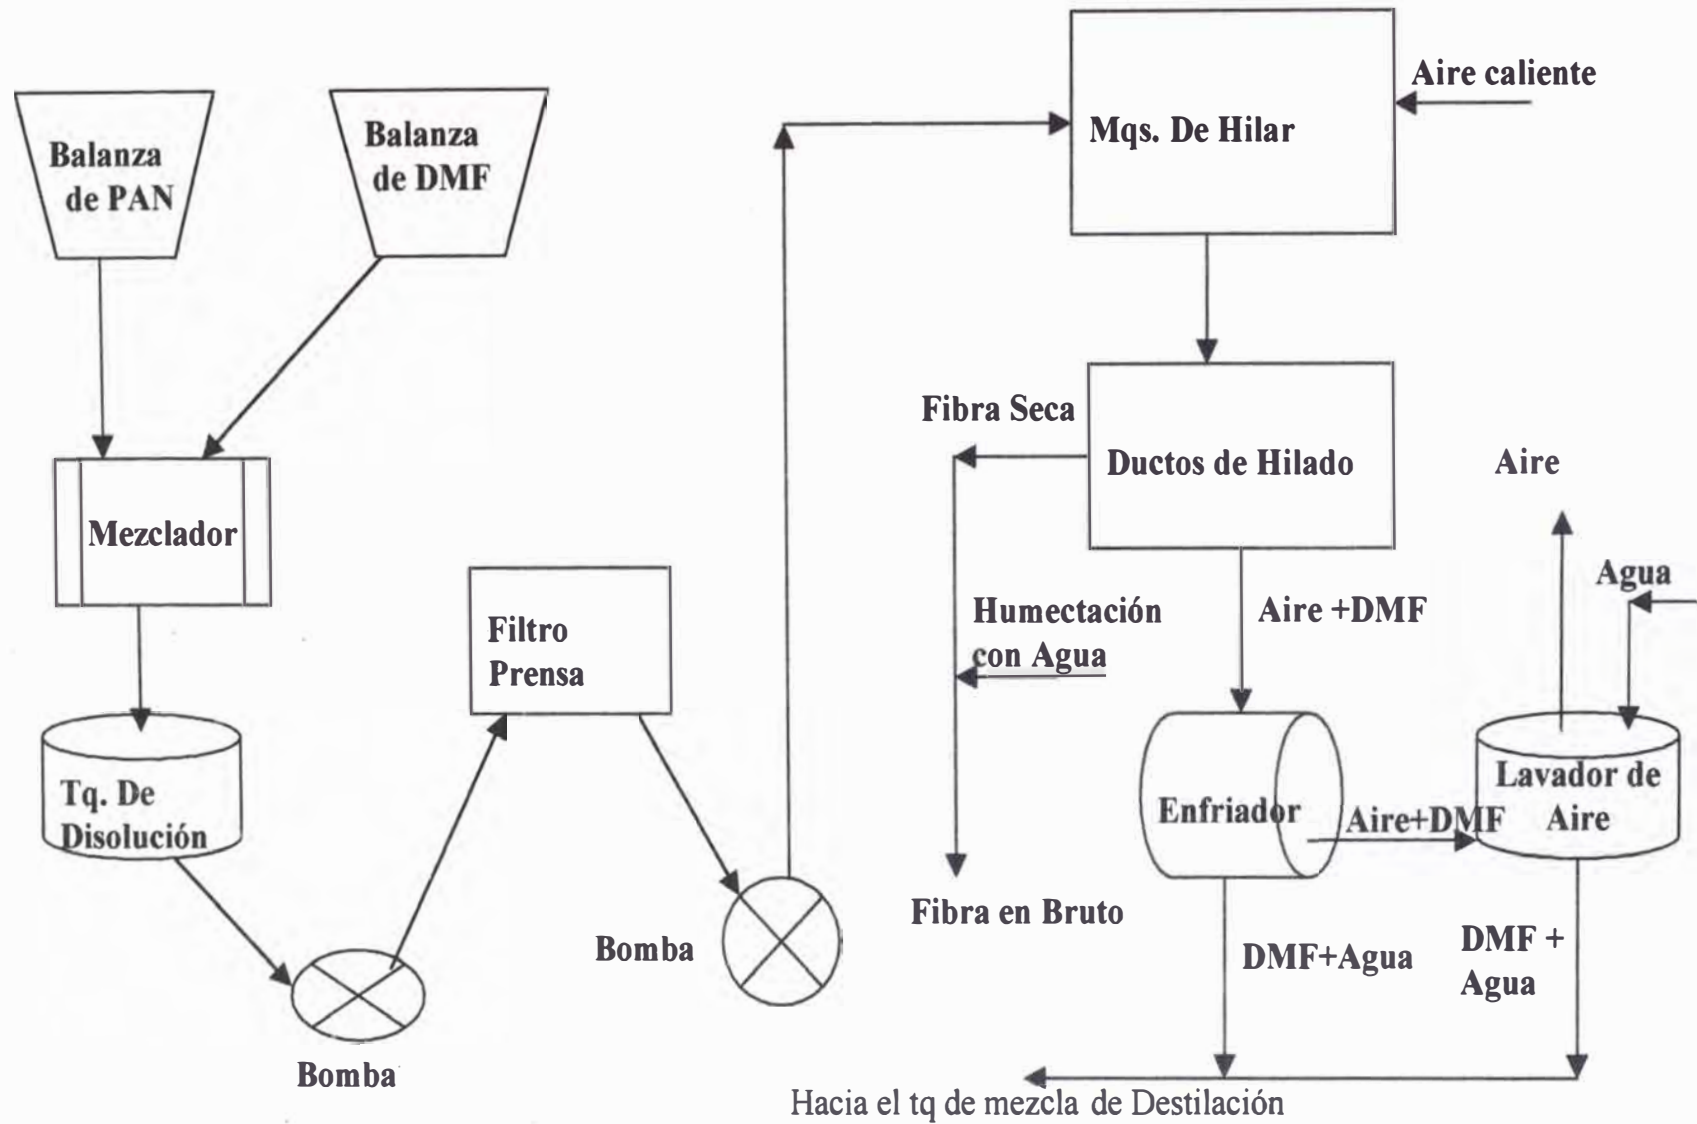 Balanza
de PAN
Balanza
de DMF
Mezclador
Tq. De
Disolución
Bomba
Filtro
Prensa
Bomba
Mqs. De Hilar
Aire caliente
Ductos de Hilado
Fibra Seca
Humectación
con Agua
Fibra en Bruto
Aire +DMF
Enfriador
Aire+DMF
Aire
Agua
Lavador de
Aire
DMF+Agua
DMF +
Agua
Hacia el tq de mezcla de Destilación